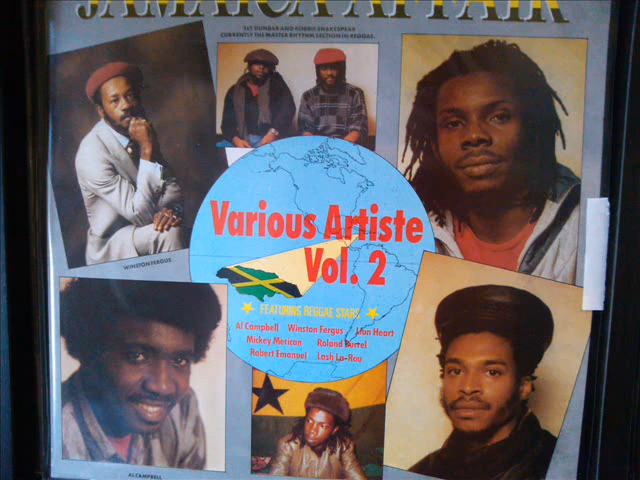 JAMAICA AFFAIR
SLY DUNBAR AND ROBBIE SHAKESPEAR
CURRENTLY THE MASTER RHYTHM SECTION IN REGGAE.
WINSTON FERGUS
Various Artiste
Vol. 2
FEATURING REGGAE STARS
Al Campbell Winston Fergus Lion Heart
Mickey Merican Roland Burrel
Robert Emanuel Lash La-Rou
AL CAMPBELL